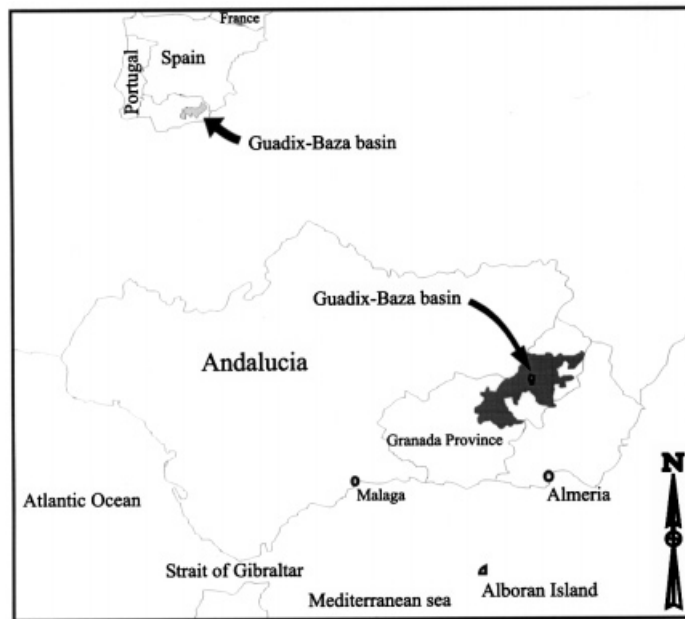 France
Spain
Portugal
Guadix-Baza basin
Guadix-Baza basin
Andalucia
Granada Province
N
Malaga
Almeria
Atlantic Ocean
Strait of Gibraltar
Alboran Island
Mediterranean sea